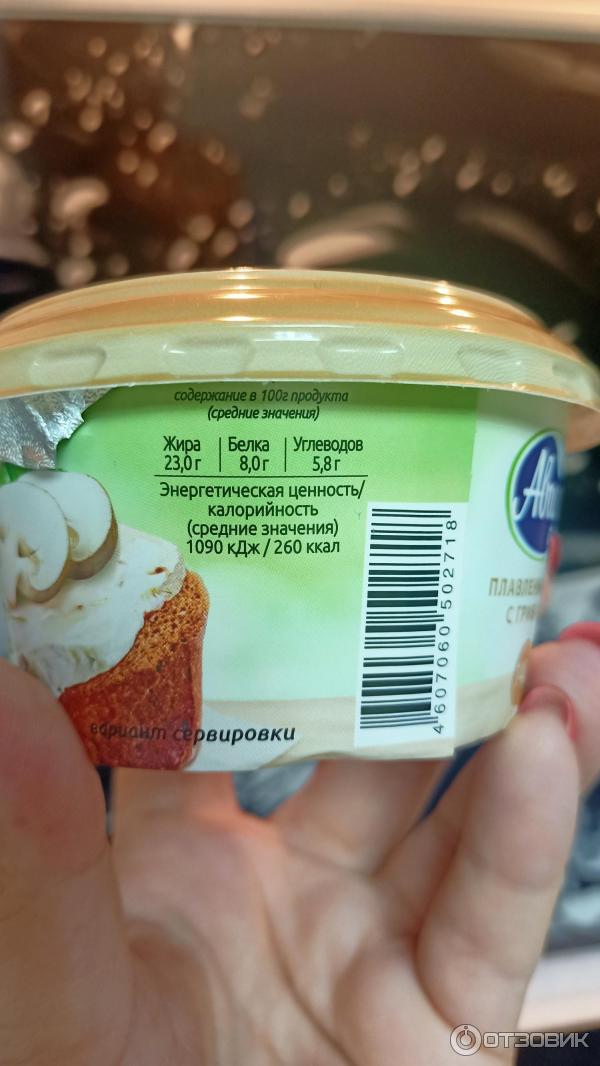 содержание в 100г продукта
(средние значения)
Жира Белка Углеводов
23,0 г 8,0 г 5,8 г
Энергетическая ценность/
калорийность
(средние значения)
1090 кДж / 260 ккал
вариант сервировки
4 607060 502718
ОТЗОВИК